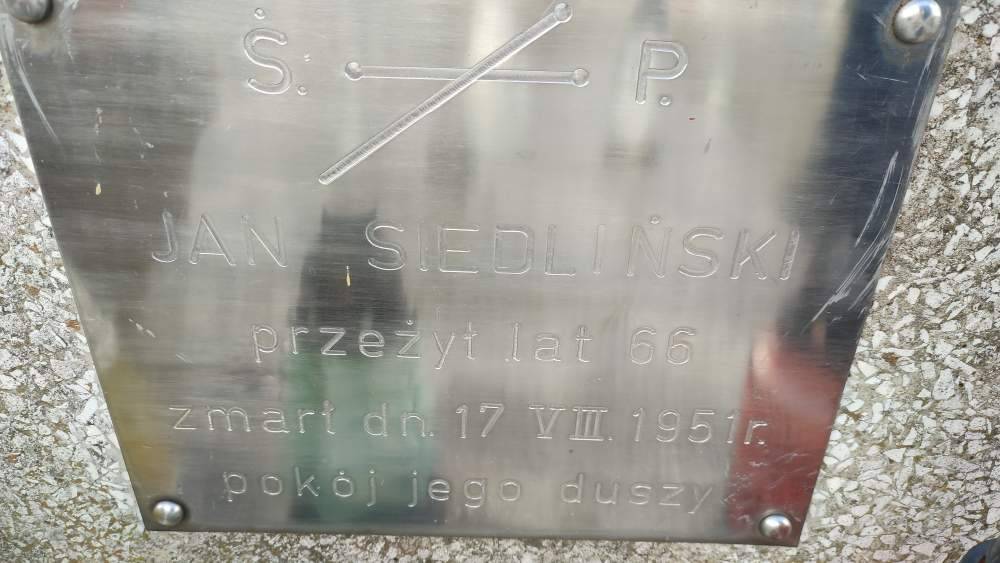 Ś. P.
JAN SIEDLIŃSKI
przeżył lat 66
zmarł dn. 17 VIII. 1951 r.
pokój jego duszy